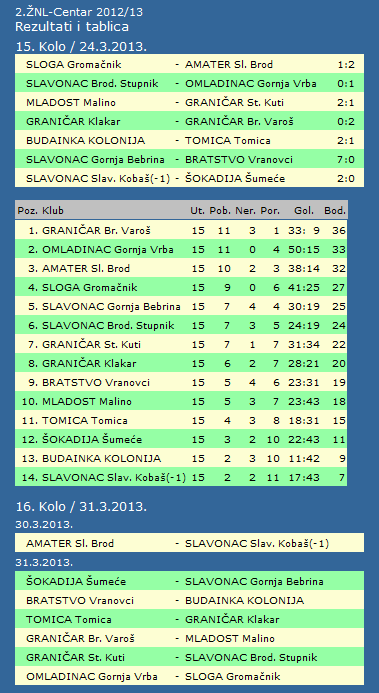 2.ŽNL-Centar 2012/13
Rezultati i tablica
15. Kolo / 24.3.2013.
SLOGA Gromačnik - AMATER Sl. Brod 1:2
SLAVONAC Brod. Stupnik - OMLADINAC Gornja Vrba 0:1
MLADOST Malino - GRANIČAR St. Kuti 2:1
GRANIČAR Klakar - GRANIČAR Br. Varoš 0:2
BUDAINKA KOLONIJA - TOMICA Tomica 2:1
SLAVONAC Gornja Bebrina - BRATSTVO Vranovci 7:0
SLAVONAC Slav. Kobaš(-1) - ŠOKADIJA Šumeće 2:0
Poz. Klub Ut. Pob. Ner. Por. Gol. Bod.
1. GRANIČAR Br. Varoš 15 11 3 1 33: 9 36
2. OMLADINAC Gornja Vrba 15 11 0 4 50:15 33
3. AMATER Sl. Brod 15 10 2 3 38:14 32
4. SLOGA Gromačnik 15 9 0 6 41:25 27
5. SLAVONAC Gornja Bebrina 15 7 4 4 30:19 25
6. SLAVONAC Brod. Stupnik 15 7 3 5 24:19 24
7. GRANIČAR St. Kuti 15 7 1 7 31:34 22
8. GRANIČAR Klakar 15 6 2 7 28:21 20
9. BRATSTVO Vranovci 15 5 4 6 23:31 19
10. MLADOST Malino 15 5 3 7 23:43 18
11. TOMICA Tomica 15 4 3 8 18:31 15
12. ŠOKADIJA Šumeće 15 3 2 10 22:43 11
13. BUDAINKA KOLONIJA 15 2 3 10 11:42 9
14. SLAVONAC Slav. Kobaš(-1) 15 2 2 11 17:43 7
16. Kolo / 31.3.2013.
30.3.2013.
AMATER Sl. Brod - SLAVONAC Slav. Kobaš(-1)
31.3.2013.
ŠOKADIJA Šumeće - SLAVONAC Gornja Bebrina
BRATSTVO Vranovci - BUDAINKA KOLONIJA
TOMICA Tomica - GRANIČAR Klakar
GRANIČAR Br. Varoš - MLADOST Malino
GRANIČAR St. Kuti - SLAVONAC Brod. Stupnik
OMLADINAC Gornja Vrba - SLOGA Gromačnik